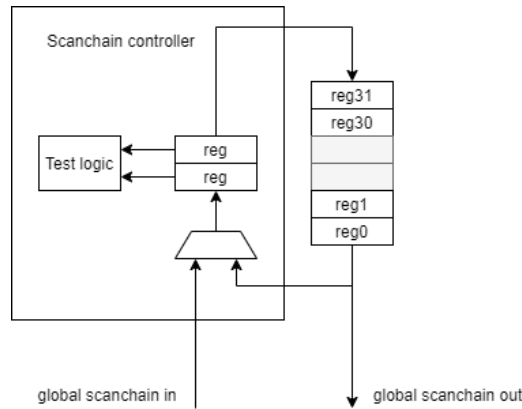 Scanchain controller
reg31
reg30
Test logic
reg
reg
reg1
reg0
global scanchain in
global scanchain out